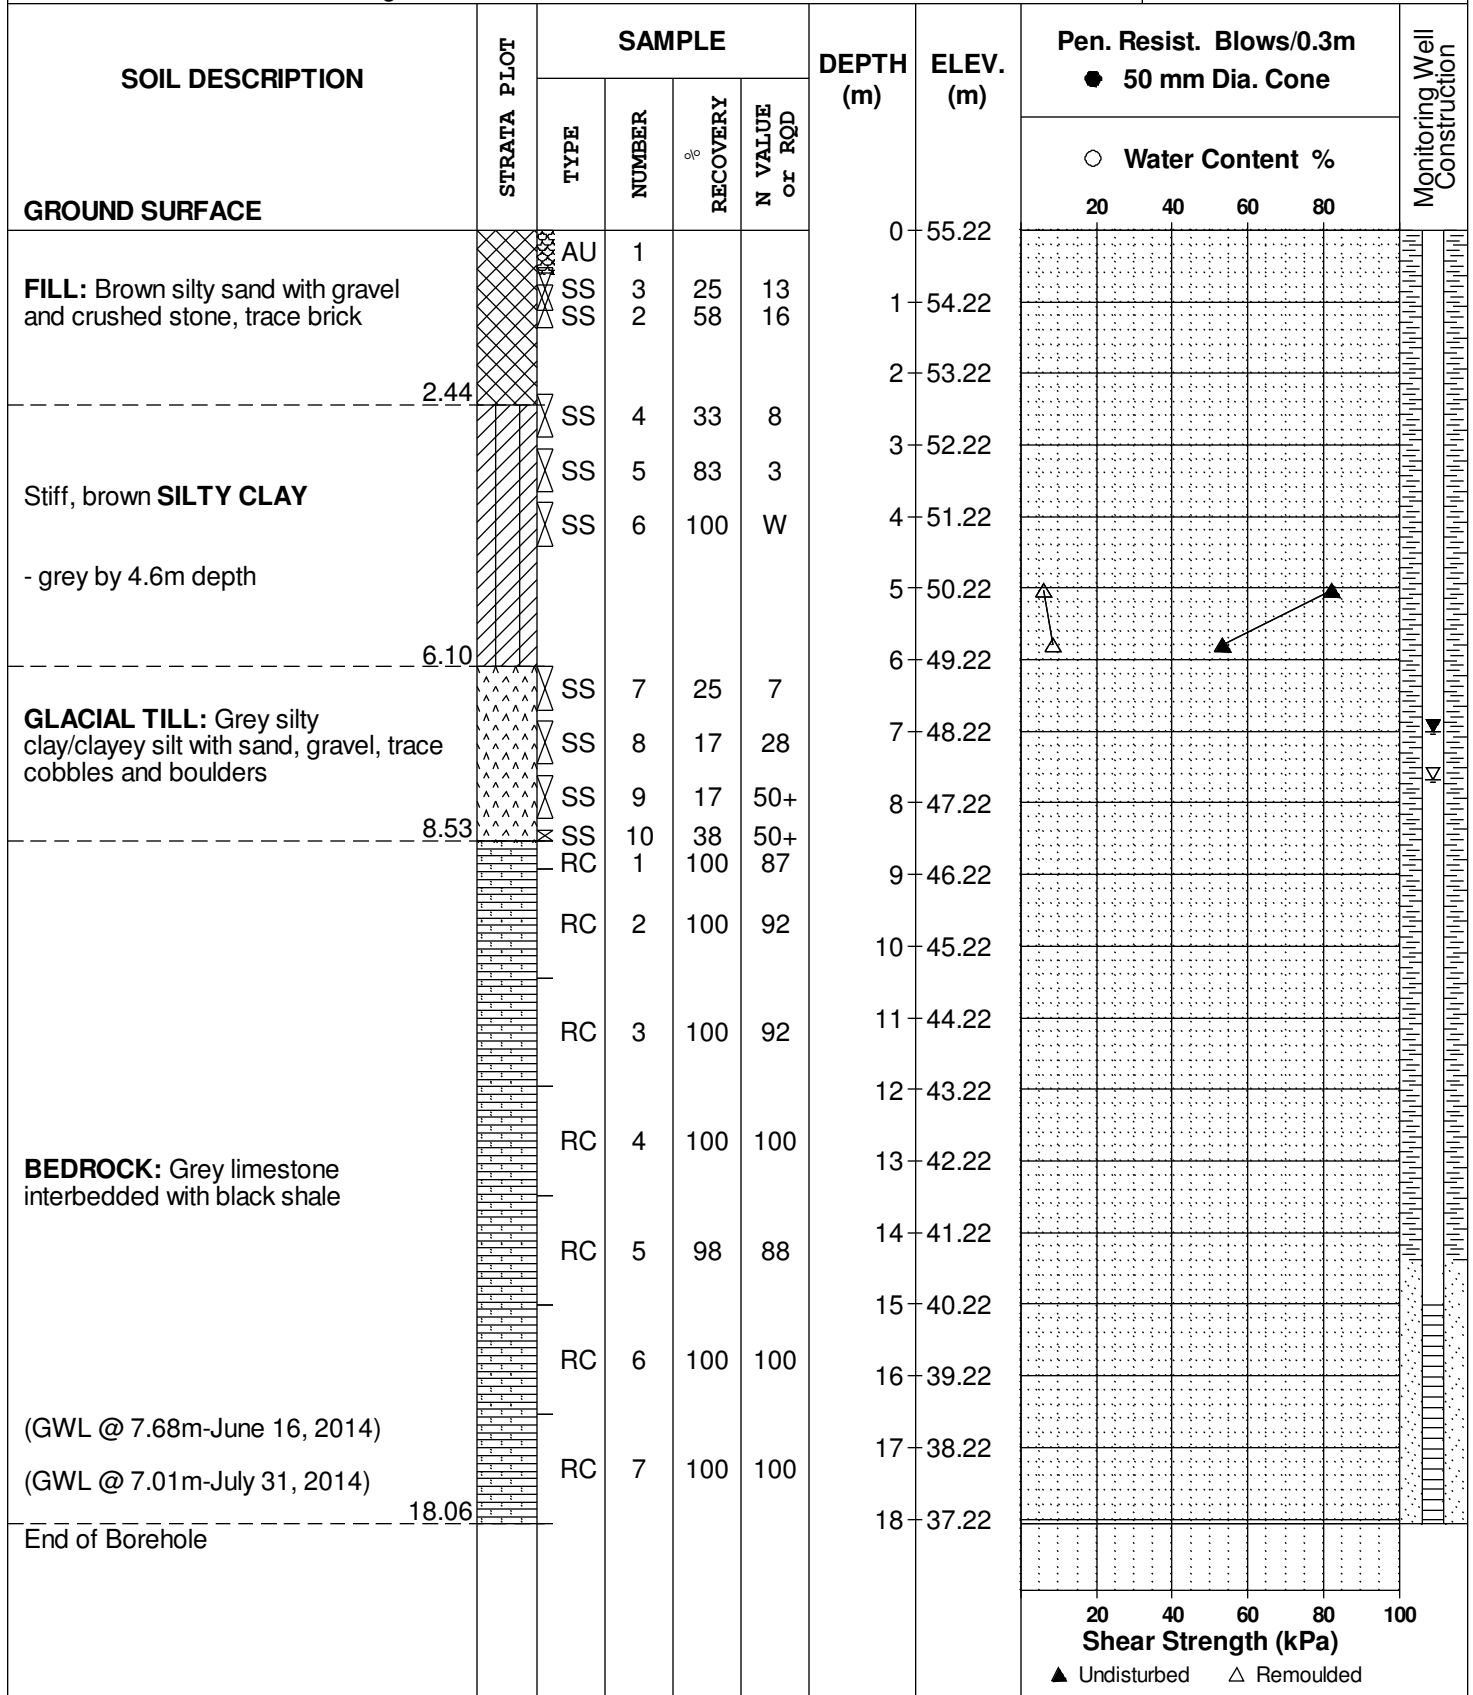 SOIL DESCRIPTION
GROUND SURFACE
STRATA PLOT
SAMPLE
TYPE
NUMBER
%
RECOVERY
N VALUE
or RQD
DEPTH
(m)
ELEV.
(m)
Pen. Resist. Blows/0.3m
● 50 mm Dia. Cone
○ Water Content %
20 40 60 80
Monitoring Well
Construction
FILL: Brown silty sand with gravel
and crushed stone, trace brick
2.44
Stiff, brown SILTY CLAY
- grey by 4.6m depth
6.10
GLACIAL TILL: Grey silty
clay/clayey silt with sand, gravel, trace
cobbles and boulders
8.53
BEDROCK: Grey limestone
interbedded with black shale
(GWL @ 7.68m-June 16, 2014)
(GWL @ 7.01m-July 31, 2014)
18.06
End of Borehole
AU 1
SS 3 25 13
SS 2 58 16
SS 4 33 8
SS 5 83 3
SS 6 100 W
SS 7 25 7
SS 8 17 28
SS 9 17 50+
SS 10 38 50+
RC 1 100 87
RC 2 100 92
RC 3 100 92
RC 4 100 100
RC 5 98 88
RC 6 100 100
RC 7 100 100
0 55.22
1 54.22
2 53.22
3 52.22
4 51.22
5 50.22
6 49.22
7 48.22
8 47.22
9 46.22
10 45.22
11 44.22
12 43.22
13 42.22
14 41.22
15 40.22
16 39.22
17 38.22
18 37.22
20 40 60 80 100
Shear Strength (kPa)
▲ Undisturbed △ Remoulded